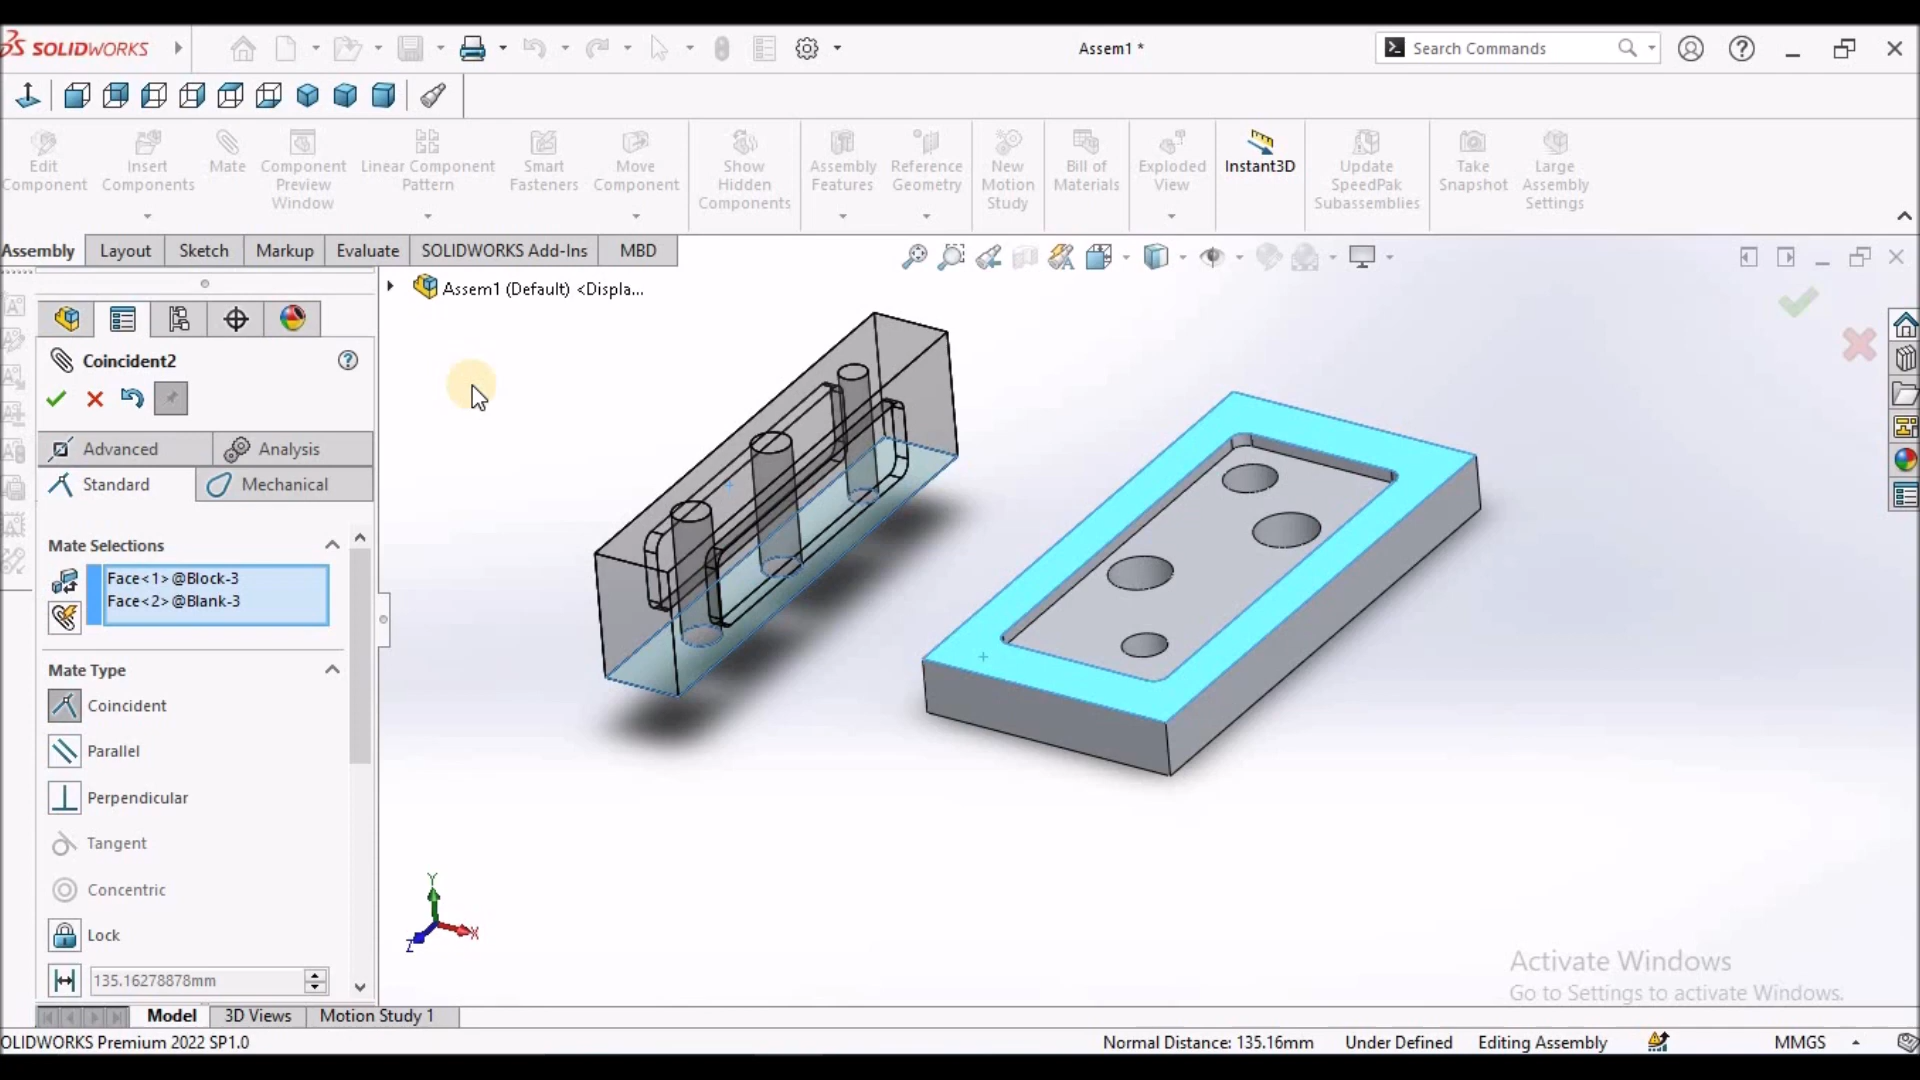 SOLIDWORKS
Assem1 *
Search Commands
Edit Component
Insert Components
Mate
Component Preview Window
Linear Component Pattern
Smart Fasteners
Move Component
Show Hidden Components
Assembly Features
Reference Geometry
New Motion Study
Bill of Materials
Exploded View
Instant3D
Update SpeedPak Subassemblies
Take Snapshot
Large Assembly Settings
Assembly
Layout
Sketch
Markup
Evaluate
SOLIDWORKS Add-Ins
MBD
Assem1 (Default) <Displa...
Coincident2
Advanced
Analysis
Standard
Mechanical
Mate Selections
Face<1>@Block-3
Face<2>@Blank-3
Mate Type
Coincident
Parallel
Perpendicular
Tangent
Concentric
Lock
135.16278878mm
Y
X
Z
Activate Windows
Go to Settings to activate Windows.
Model
3D Views
Motion Study 1
OLIDWORKS Premium 2022 SP1.0
Normal Distance: 135.16mm
Under Defined
Editing Assembly
MMGS